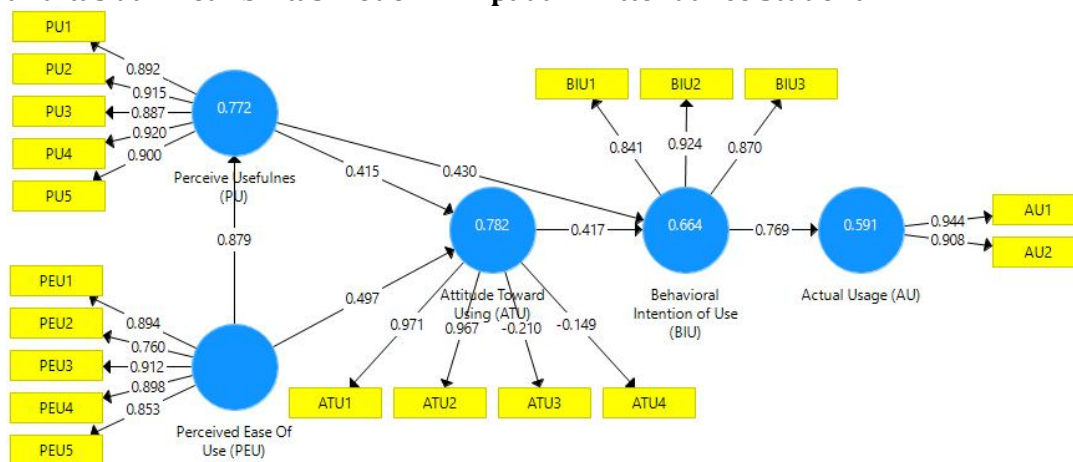 PU1
PU2
PU3
PU4
PU5
0.892
0.915
0.887
0.920
0.900
0.772
Perceive Usefulnes
(PU)
0.879
0.415
0.430
PEU1
PEU2
PEU3
PEU4
PEU5
0.894
0.760
0.912
0.898
0.853
Perceived Ease Of
Use (PEU)
0.497
0.782
Attitude Toward
Using (ATU)
0.971
0.967
-0.210
-0.149
ATU1
ATU2
ATU3
ATU4
0.417
BIU1
BIU2
BIU3
0.841
0.924
0.870
0.664
Behavioral
Intention of Use
(BIU)
0.769
0.591
Actual Usage (AU)
0.944
0.908
AU1
AU2